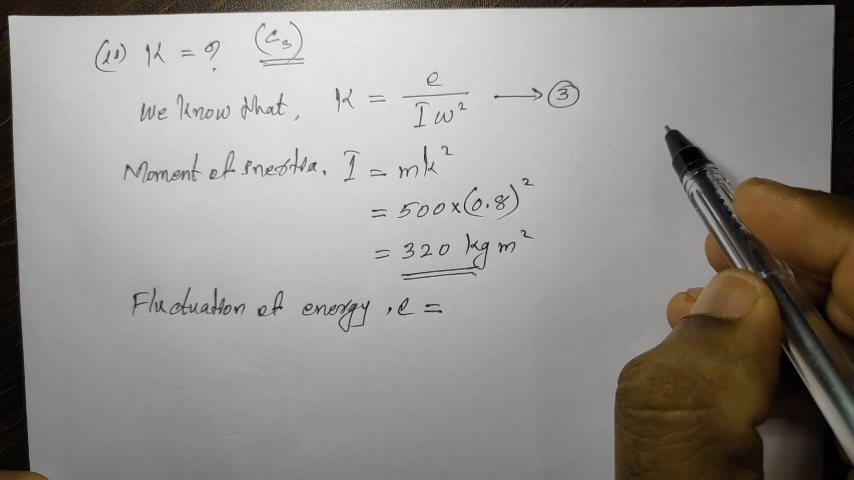 (ii) K = ? (Cs)
We know that, K = e / Iω² → ③
Moment of inertia. I = mk²
= 500×(0.8)²
= 320 kg m²
Fluctuation of energy, e =